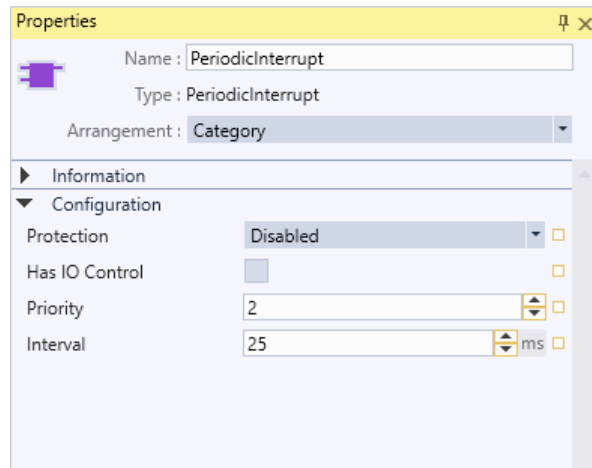 Properties
Name : PeriodicInterrupt
Type : PeriodicInterrupt
Arrangement : Category
Information
Configuration
Protection Disabled
Has IO Control
Priority 2
Interval 25 ms